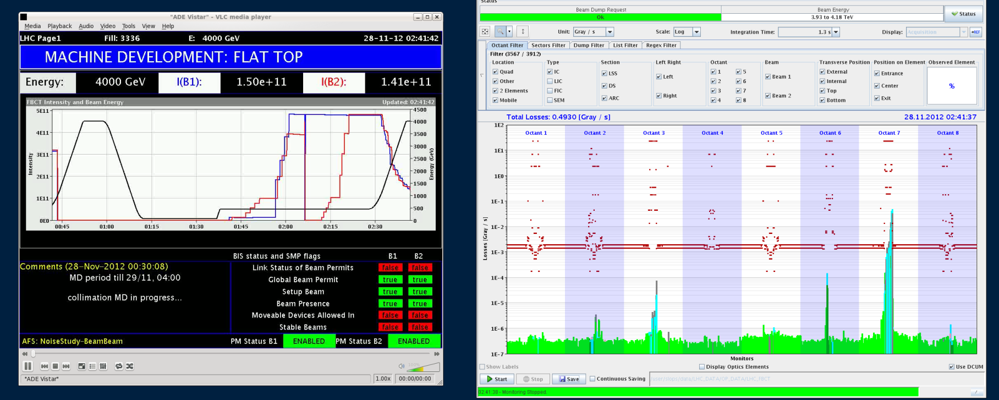 "ADE Vistar" - VLC media player
Media Playback Audio Video Tools View Help
LHC Page1 Fill: 3336 E: 4000 GeV 28-11-12 02:41:42
MACHINE DEVELOPMENT: FLAT TOP
Energy: 4000 GeV I(B1): 1.50e+11 I(B2): 1.41e+11
FBCT Intensity and Beam Energy Updated: 02:41:42
5E11 4500
4E11 4000
3E11 3500
2E11 3000
1E11 2500
0E0 2000
1500
1000
500
0
Intensity
Energy (GeV)
00:45 01:00 01:15 01:30 01:45 02:00 02:15 02:30
BIS status and SMP flags B1 B2
Comments (28-Nov-2012 00:30:08)
MD period till 29/11, 04:00
collimation MD in progress...
Link Status of Beam Permits false false
Global Beam Permit true true
Setup Beam true true
Beam Presence true true
Moveable Devices Allowed In false false
Stable Beams false false
AFS: NoiseStudy-BeamBeam PM Status B1 ENABLED PM Status B2 ENABLED
100%
"ADE Vistar" 1.00x 00:00/00:00
Status
Beam Dump Request Beam Energy
Ok 3.93 to 4.18 TeV Status
Unit: Gray / s Scale: Log Integration Time: 1.3 s Display: Acquisition REF
Octant Filter Sectors Filter Dump Filter List Filter Regex Filter
Filter (3567 / 3912)
Location Type Section Left Right Octant Beam Transverse Position Position on Element Observed Element
Quad IC LSS Left 1 5 Beam 1 External Entrance %
Other LIC DS Right 2 6 Beam 2 Internal Center
2 Elements FIC ARC 3 7 Top Exit
Mobile SEM 4 8 Bottom
Total Losses: 0.4930 [Gray / s] 28.11.2012 02:41:37
Octant 1 Octant 2 Octant 3 Octant 4 Octant 5 Octant 6 Octant 7 Octant 8
1E2
1E1
1E0
1E-1
1E-2
1E-3
1E-4
1E-5
1E-6
1E-7
Losses [Gray / s]
Monitors
Show Labels Display Optics Elements Use DCUM
Start Stop Save Continuous Saving /user/slops/data/LHC_DATA/OP_DATA/LHC_FBCT
02:41:38 - Monitoring Stopped.